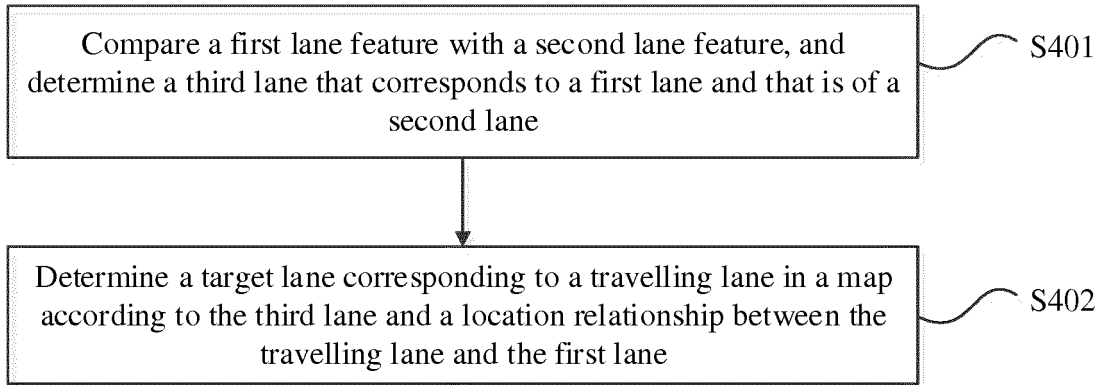 Compare a first lane feature with a second lane feature, and
determine a third lane that corresponds to a first lane and that is of a
second lane
S401
Determine a target lane corresponding to a travelling lane in a map
according to the third lane and a location relationship between the
travelling lane and the first lane
S402